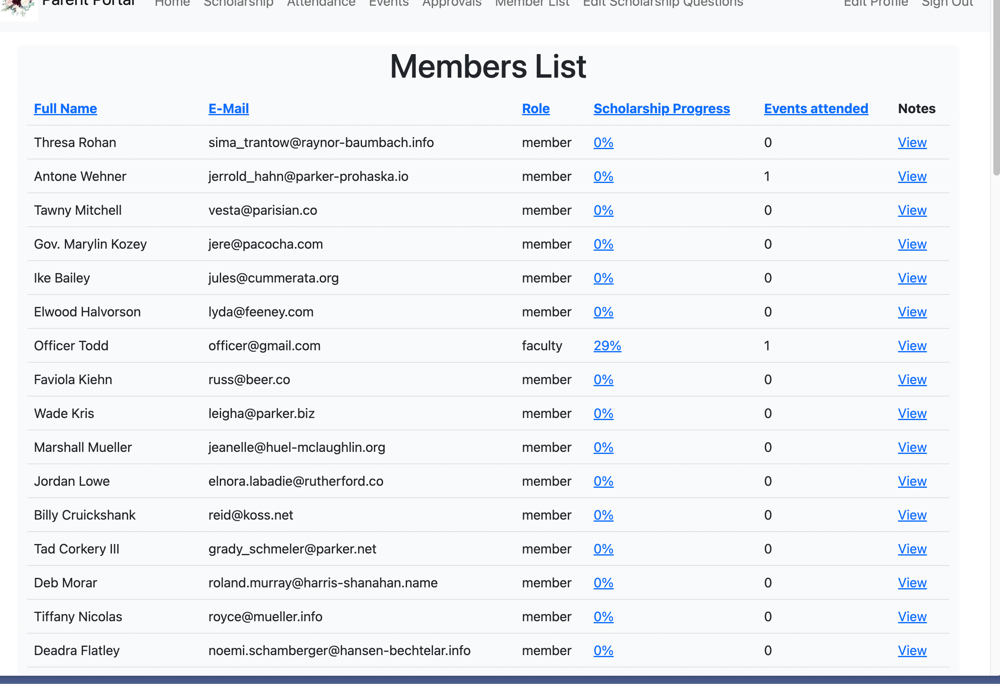 Parent Portal Home Scholarship Attendance Events Approvals Member List Edit Scholarship Questions Edit Profile Sign Out
Members List
Full Name E-Mail Role Scholarship Progress Events attended Notes
Thresa Rohan sima_trantow@raynor-baumbach.info member 0% 0 View
Antone Wehner jerrold_hahn@parker-prohaska.io member 0% 1 View
Tawny Mitchell vesta@parisian.co member 0% 0 View
Gov. Marylin Kozey jere@pacocha.com member 0% 0 View
Ike Bailey jules@cummerata.org member 0% 0 View
Elwood Halvorson lyda@feeney.com member 0% 0 View
Officer Todd officer@gmail.com faculty 29% 1 View
Faviola Kiehn russ@beer.co member 0% 0 View
Wade Kris leigha@parker.biz member 0% 0 View
Marshall Mueller jeanelle@huel-mclaughlin.org member 0% 0 View
Jordan Lowe elnora.labadie@rutherford.co member 0% 0 View
Billy Cruickshank reid@koss.net member 0% 0 View
Tad Corkery III grady_schmeler@parker.net member 0% 0 View
Deb Morar roland.murray@harris-shanahan.name member 0% 0 View
Tiffany Nicolas royce@mueller.info member 0% 0 View
Deadra Flatley noemi.schamberger@hansen-bechtelar.info member 0% 0 View